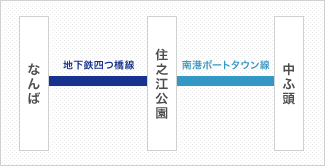 なんば
地下鉄四つ橋線
住之江公園
南港ポートタウン線
中ふ頭